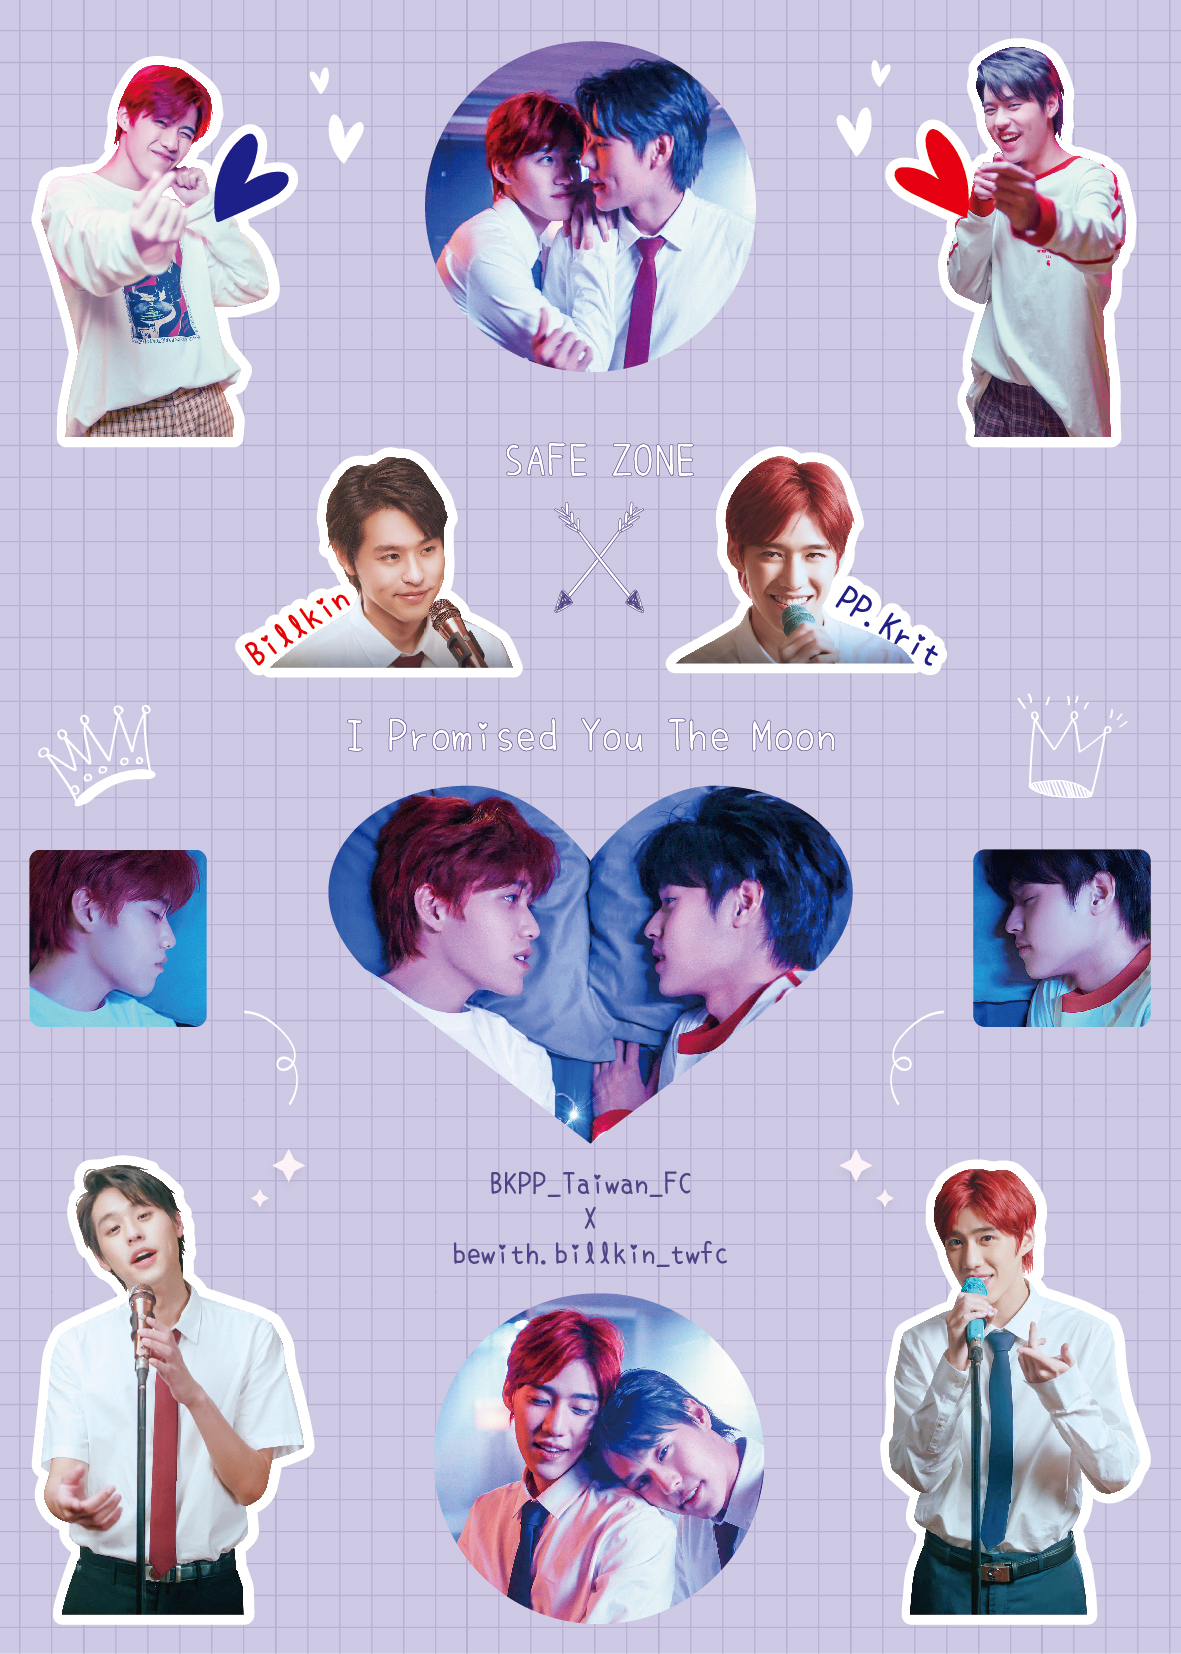 SAFE ZONE
Billkin
PP.Krit
I Promised You The Moon
BKPP_Taiwan_FC
X
bewith.billkin_twfc